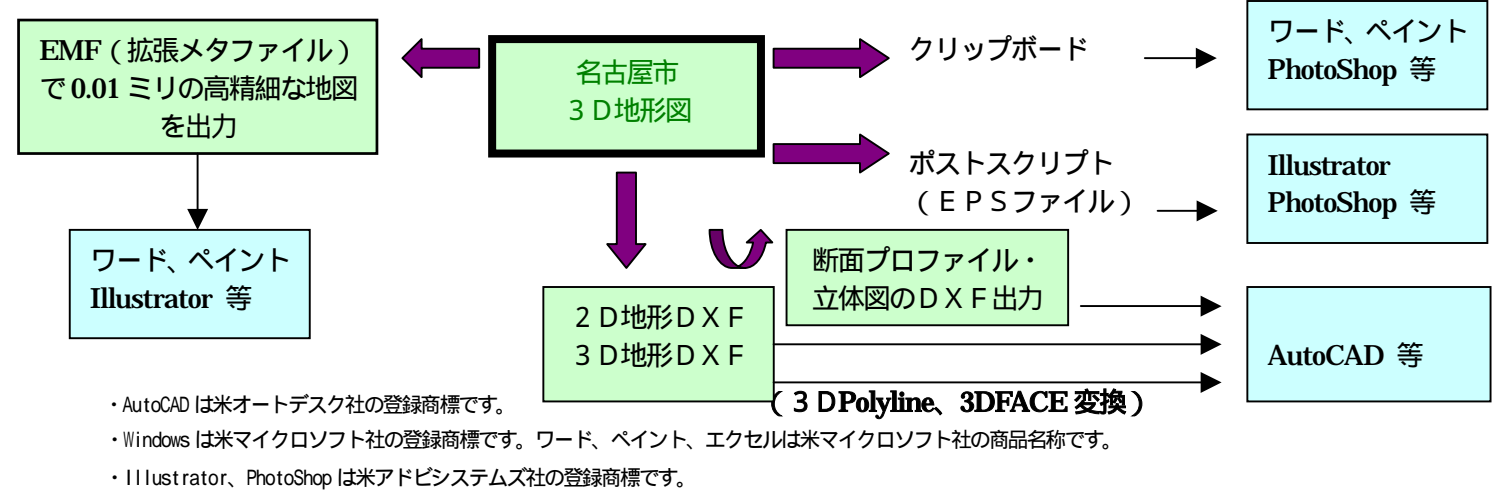 EMF（拡張メタファイル）
で 0.01 ミリの高精細な地図
を出力
名古屋市
３Ｄ地形図
クリップボード
ワード、ペイント
PhotoShop 等
ポストスクリプト
（ＥＰＳファイル）
Illustrator
PhotoShop 等
ワード、ペイント
Illustrator 等
断面プロファイル・
立体図のＤＸＦ出力
２Ｄ地形ＤＸＦ
３Ｄ地形ＤＸＦ
AutoCAD 等
（３ＤPolyline、3DFACE 変換）
・AutoCAD は米オートデスク社の登録商標です。
・Windows は米マイクロソフト社の登録商標です。ワード、ペイント、エクセルは米マイクロソフト社の商品名称です。
・Illustrator、PhotoShop は米アドビシステムズ社の登録商標です。